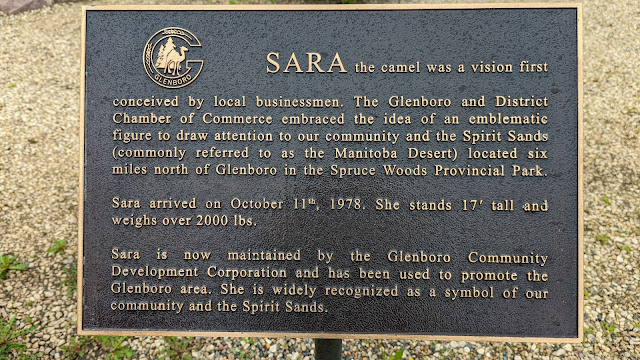 GLENBORO
SARA the camel was a vision first
conceived by local businessmen. The Glenboro and District
Chamber of Commerce embraced the idea of an emblematic
figure to draw attention to our community and the Spirit Sands
(commonly referred to as the Manitoba Desert) located six
miles north of Glenboro in the Spruce Woods Provincial Park.
Sara arrived on October 11th, 1978. She stands 17′ tall and
weighs over 2000 lbs.
Sara is now maintained by the Glenboro Community
Development Corporation and has been used to promote the
Glenboro area. She is widely recognized as a symbol of our
community and the Spirit Sands.